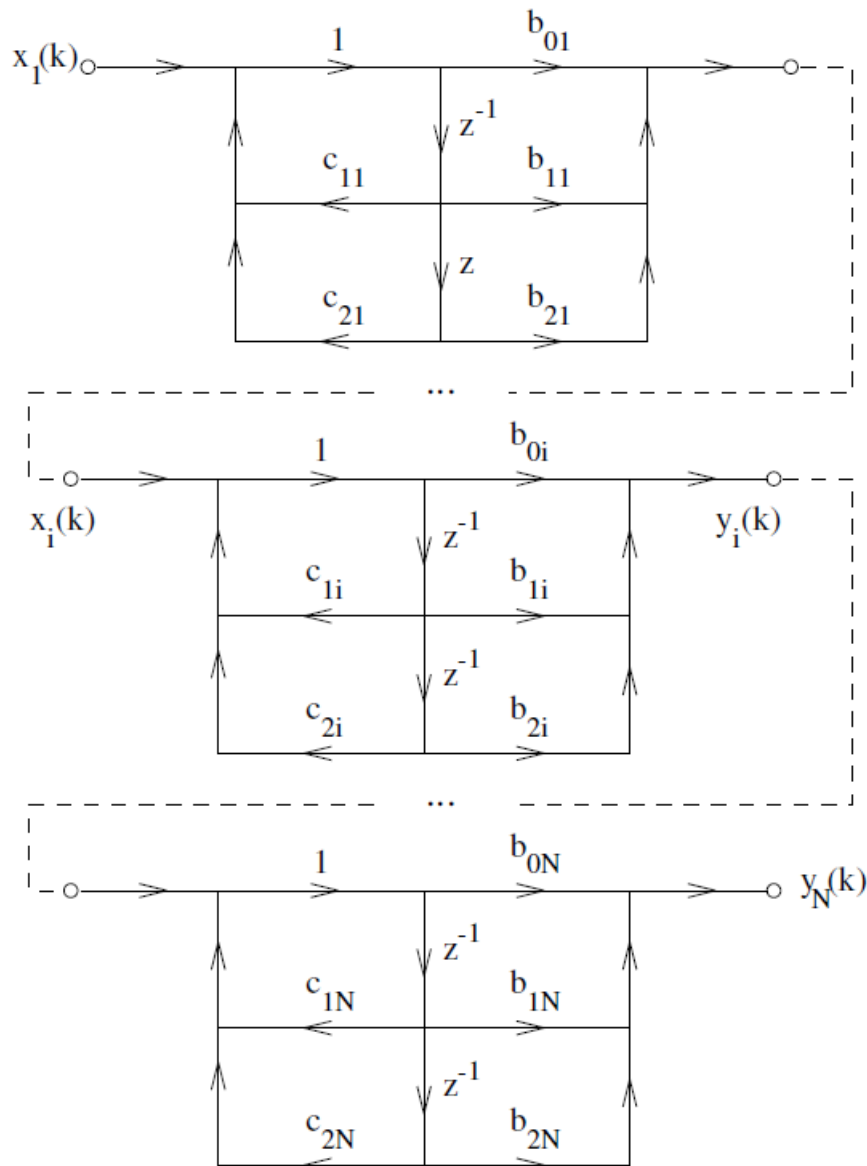 1 b₀₁
x₁(k)
z⁻¹
c₁₁ b₁₁
z
c₂₁ b₂₁
...
1 b₀ᵢ
xᵢ(k) yᵢ(k)
z⁻¹
c₁ᵢ b₁ᵢ
z⁻¹
c₂ᵢ b₂ᵢ
...
1 b₀N y_N(k)
z⁻¹
c₁N b₁N
z⁻¹
c₂N b₂N